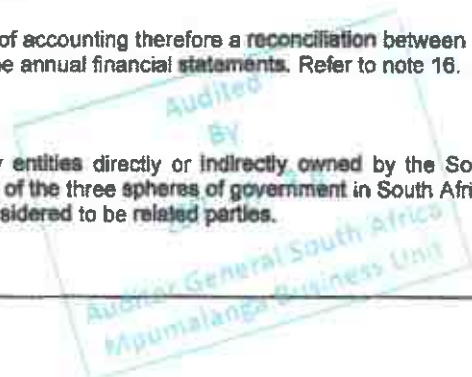 of accounting therefore a reconciliation between
e annual financial statements. Refer to note 16.
Audited
By
entities directly or indirectly owned by the So
of the three spheres of government in South Afri
sidered to be related parties.
Auditor General South Africa
Mpumalanga Business Unit